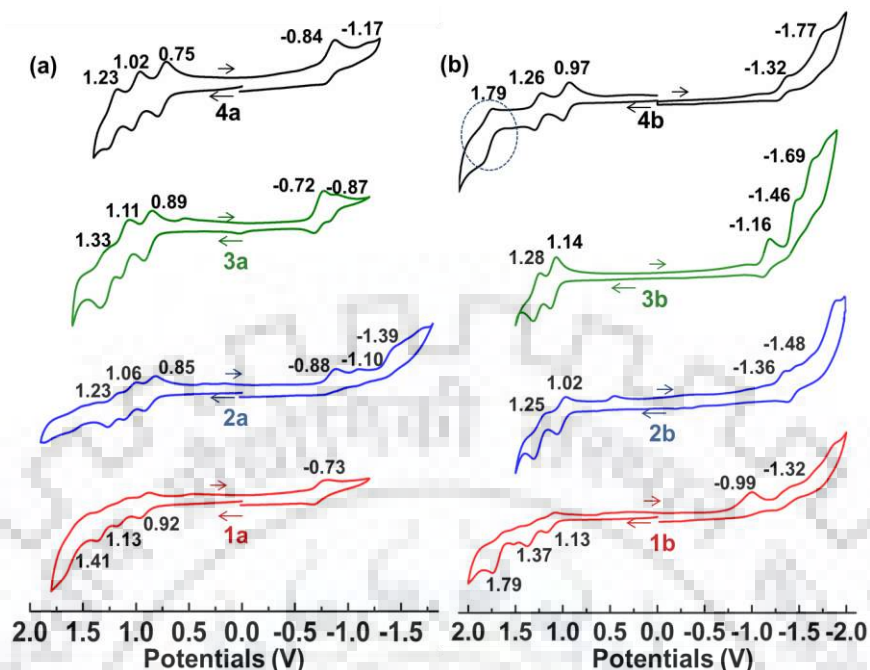 (a)
1.23 1.02 0.75 -0.84 -1.17
4a
1.33 1.11 0.89 -0.72 -0.87
3a
1.23 1.06 0.85 -0.88 -1.10 -1.39
2a
1.41 1.13 0.92 -0.73
1a
2.0 1.5 1.0 0.5 0.0 -0.5 -1.0 -1.5
Potentials (V)
(b)
1.79 1.26 0.97 -1.32 -1.77
4b
1.28 1.14 -1.16 -1.46 -1.69
3b
1.25 1.02 -1.36 -1.48
2b
1.79 1.37 1.13 -0.99 -1.32
1b
2.0 1.5 1.0 0.5 0.0 -0.5 -1.0 -1.5 -2.0
Potentials (V)